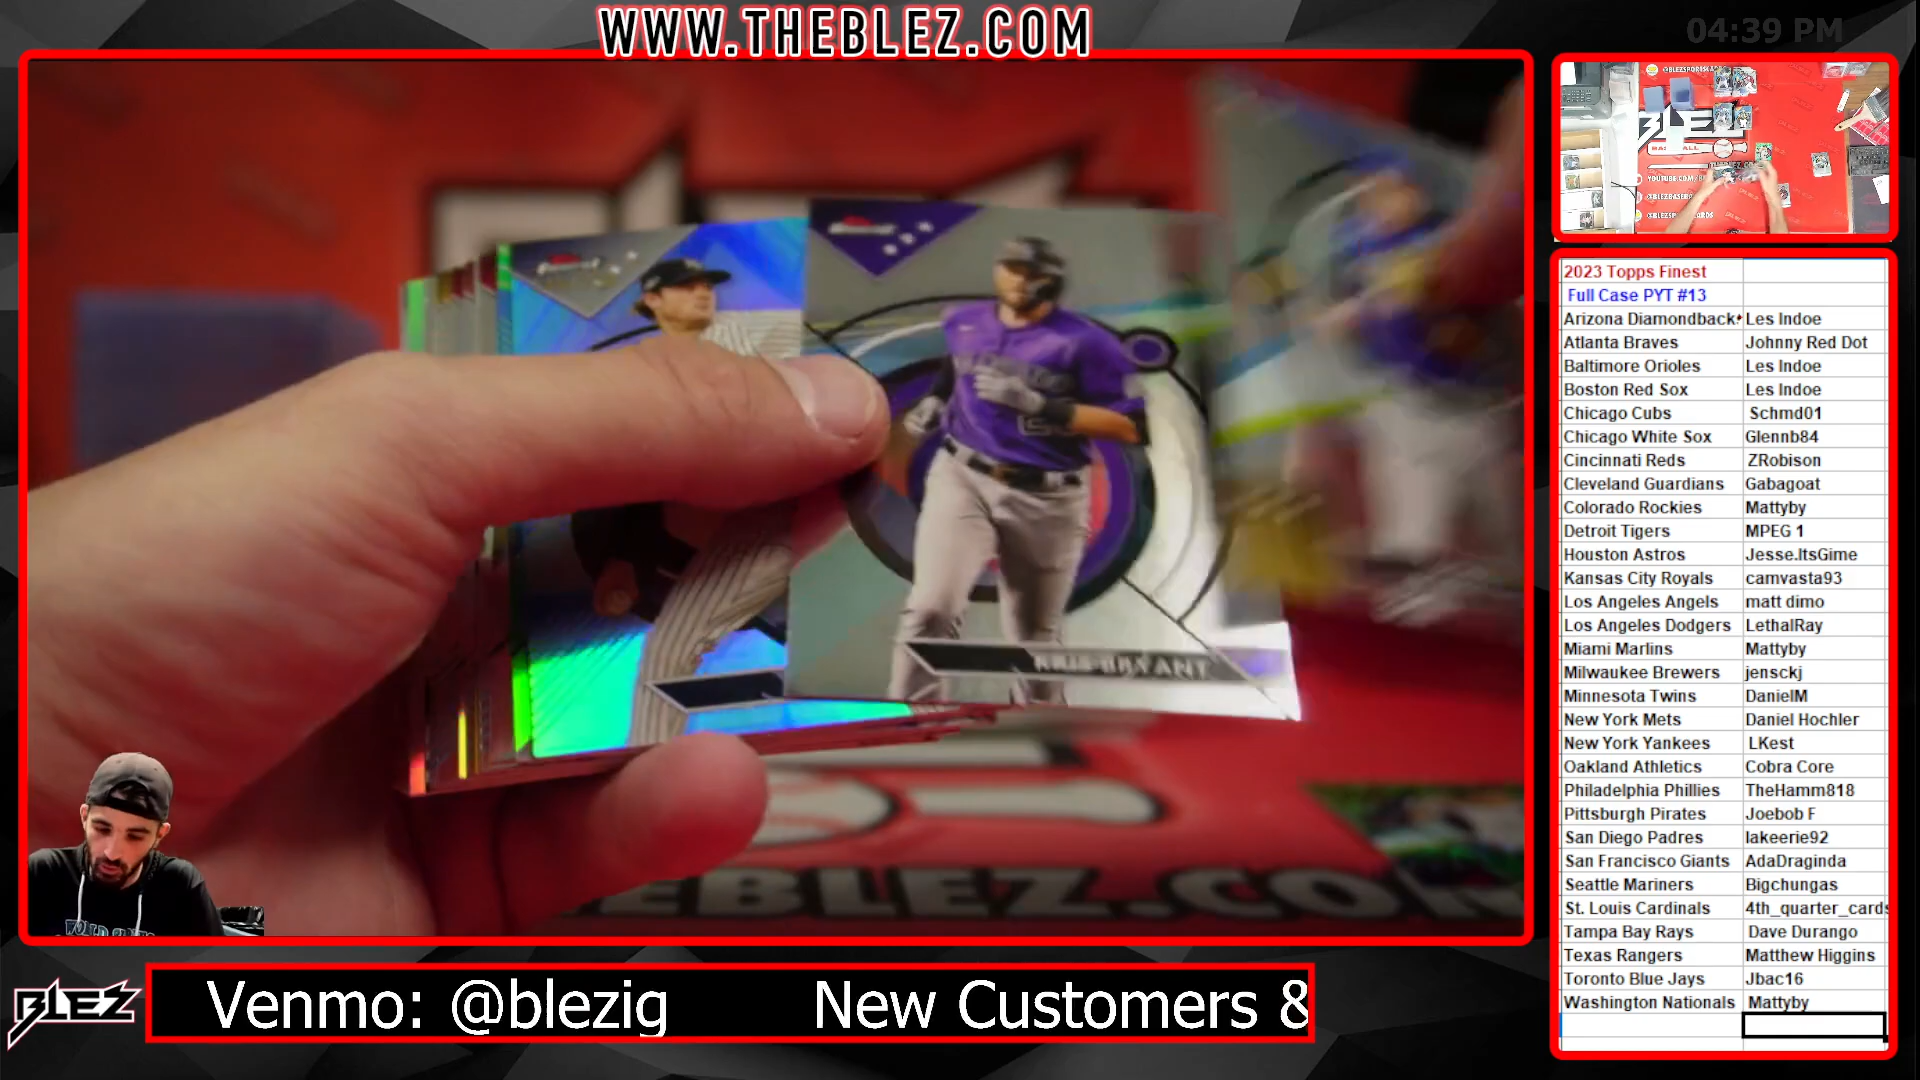 WWW.THEBLEZ.COM
04:39 PM
KRIS BRYANT
EBLEZ.CO
BLEZ
Venmo: @blezig New Customers &
2023 Topps Finest
Full Case PYT #13
Arizona Diamondback Les Indoe
Atlanta Braves Johnny Red Dot
Baltimore Orioles Les Indoe
Boston Red Sox Les Indoe
Chicago Cubs Schmd01
Chicago White Sox Glennb84
Cincinnati Reds ZRobison
Cleveland Guardians Gabagoat
Colorado Rockies Mattyby
Detroit Tigers MPEG 1
Houston Astros Jesse.ItsGime
Kansas City Royals camvasta93
Los Angeles Angels matt dimo
Los Angeles Dodgers LethalRay
Miami Marlins Mattyby
Milwaukee Brewers jensckj
Minnesota Twins DanielM
New York Mets Daniel Hochler
New York Yankees LKest
Oakland Athletics Cobra Core
Philadelphia Phillies TheHamm818
Pittsburgh Pirates Joebob F
San Diego Padres lakeerie92
San Francisco Giants AdaDraginda
Seattle Mariners Bigchungas
St. Louis Cardinals 4th_quarter_cards
Tampa Bay Rays Dave Durango
Texas Rangers Matthew Higgins
Toronto Blue Jays Jbac16
Washington Nationals Mattyby